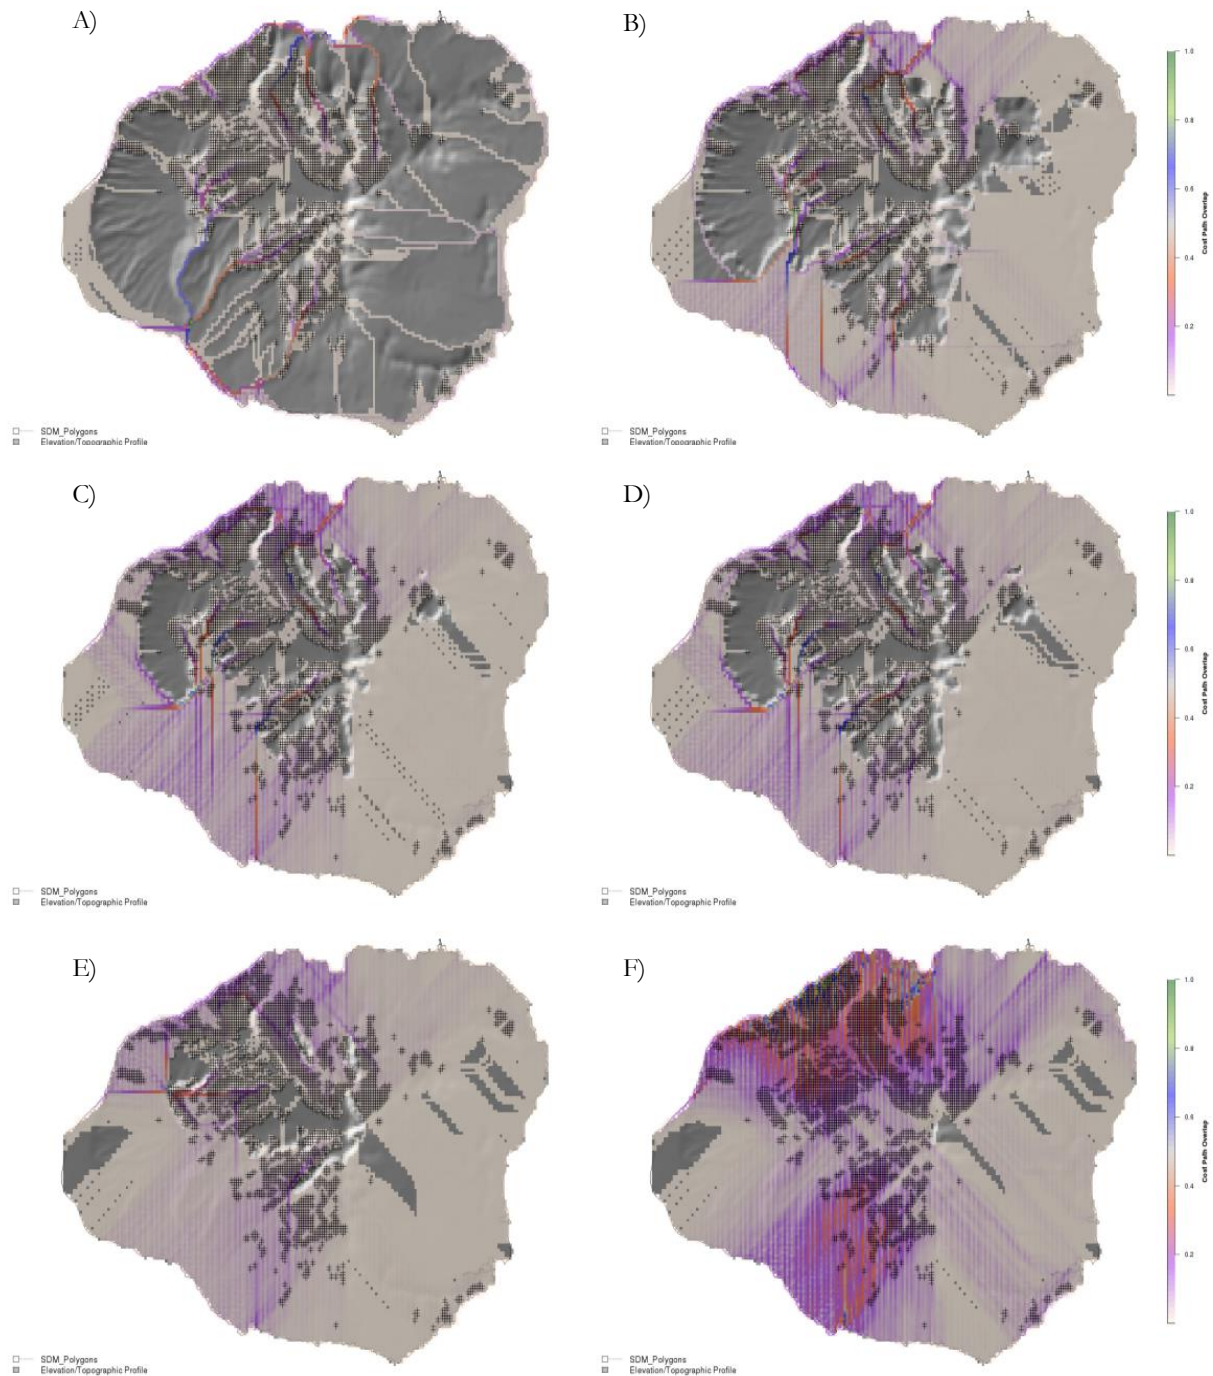 A)
B)
1.0
0.8
0.6
0.4
0.2
Cost Path Overlap
SDM_Polygons
Elevation/Topographic Profile
SDM_Polygons
Elevation/Topographic Profile
C)
D)
1.0
0.8
0.6
0.4
0.2
Cost Path Overlap
SDM_Polygons
Elevation/Topographic Profile
SDM_Polygons
Elevation/Topographic Profile
E)
F)
1.0
0.8
0.6
0.4
0.2
Cost Path Overlap
SDM_Polygons
Elevation/Topographic Profile
SDM_Polygons
Elevation/Topographic Profile